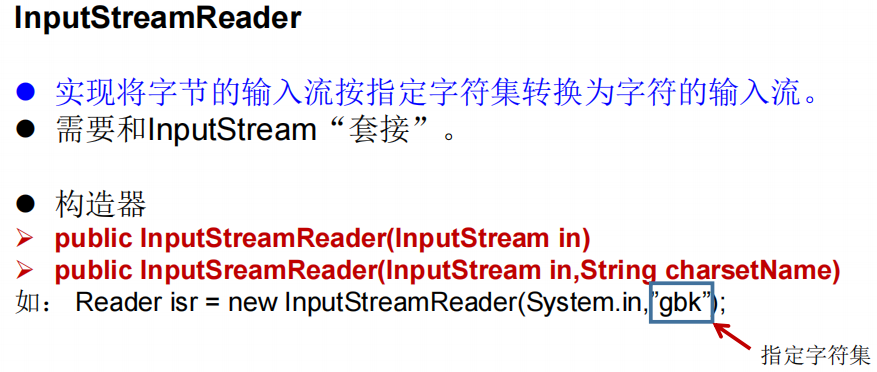 InputStreamReader
● 实现将字节的输入流按指定字符集转换为字符的输入流。
● 需要和InputStream“套接”。
● 构造器
➢ public InputStreamReader(InputStream in)
➢ public InputSreamReader(InputStream in,String charsetName)
如： Reader isr = new InputStreamReader(System.in,”gbk”);
指定字符集